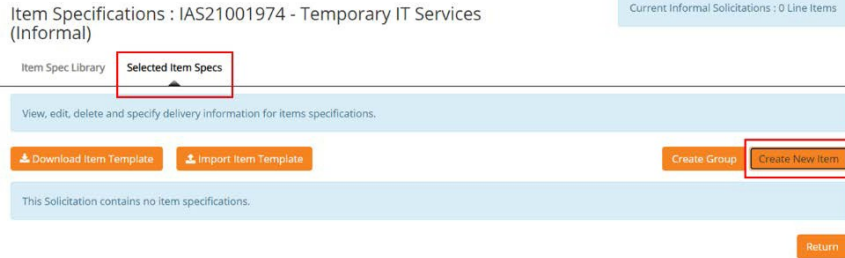 Item Specifications : IAS21001974 - Temporary IT Services
(Informal)
Current Informal Solicitations : 0 Line Items
Item Spec Library
Selected Item Specs
View, edit, delete and specify delivery information for items specifications.
Download Item Template
Import Item Template
Create Group
Create New Item
This Solicitation contains no item specifications.
Return